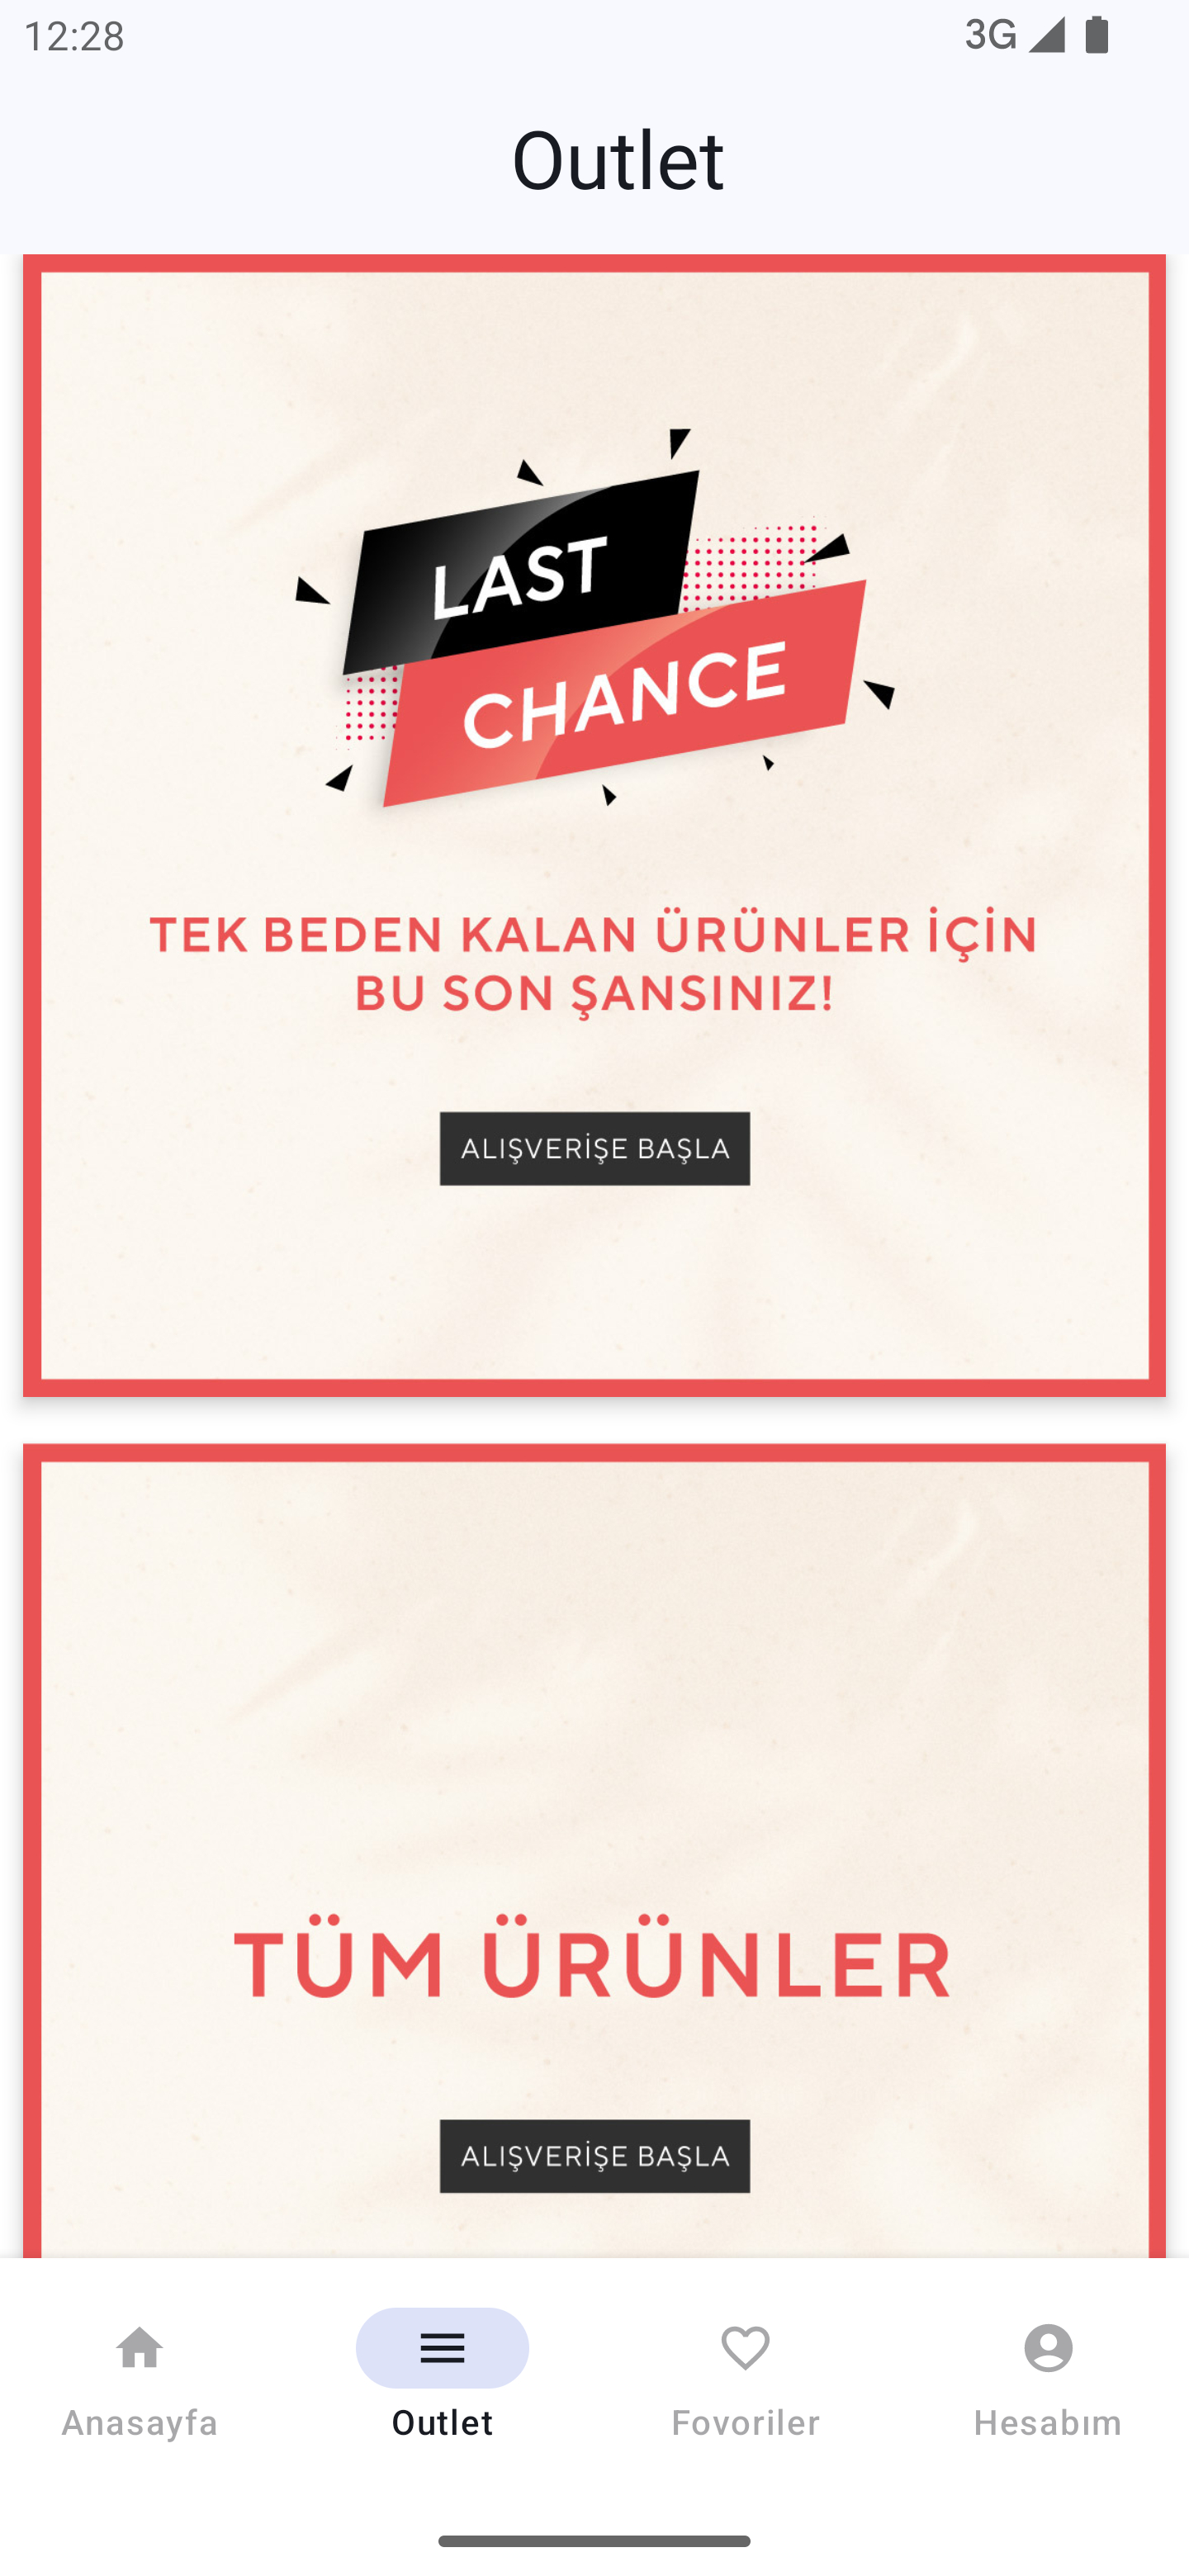 12:28
3G
Outlet
LAST
CHANCE
TEK BEDEN KALAN ÜRÜNLER İÇİN
BU SON ŞANSINIZ!
ALIŞVERİŞE BAŞLA
TÜM ÜRÜNLER
ALIŞVERİŞE BAŞLA
Anasayfa
Outlet
Fovoriler
Hesabım